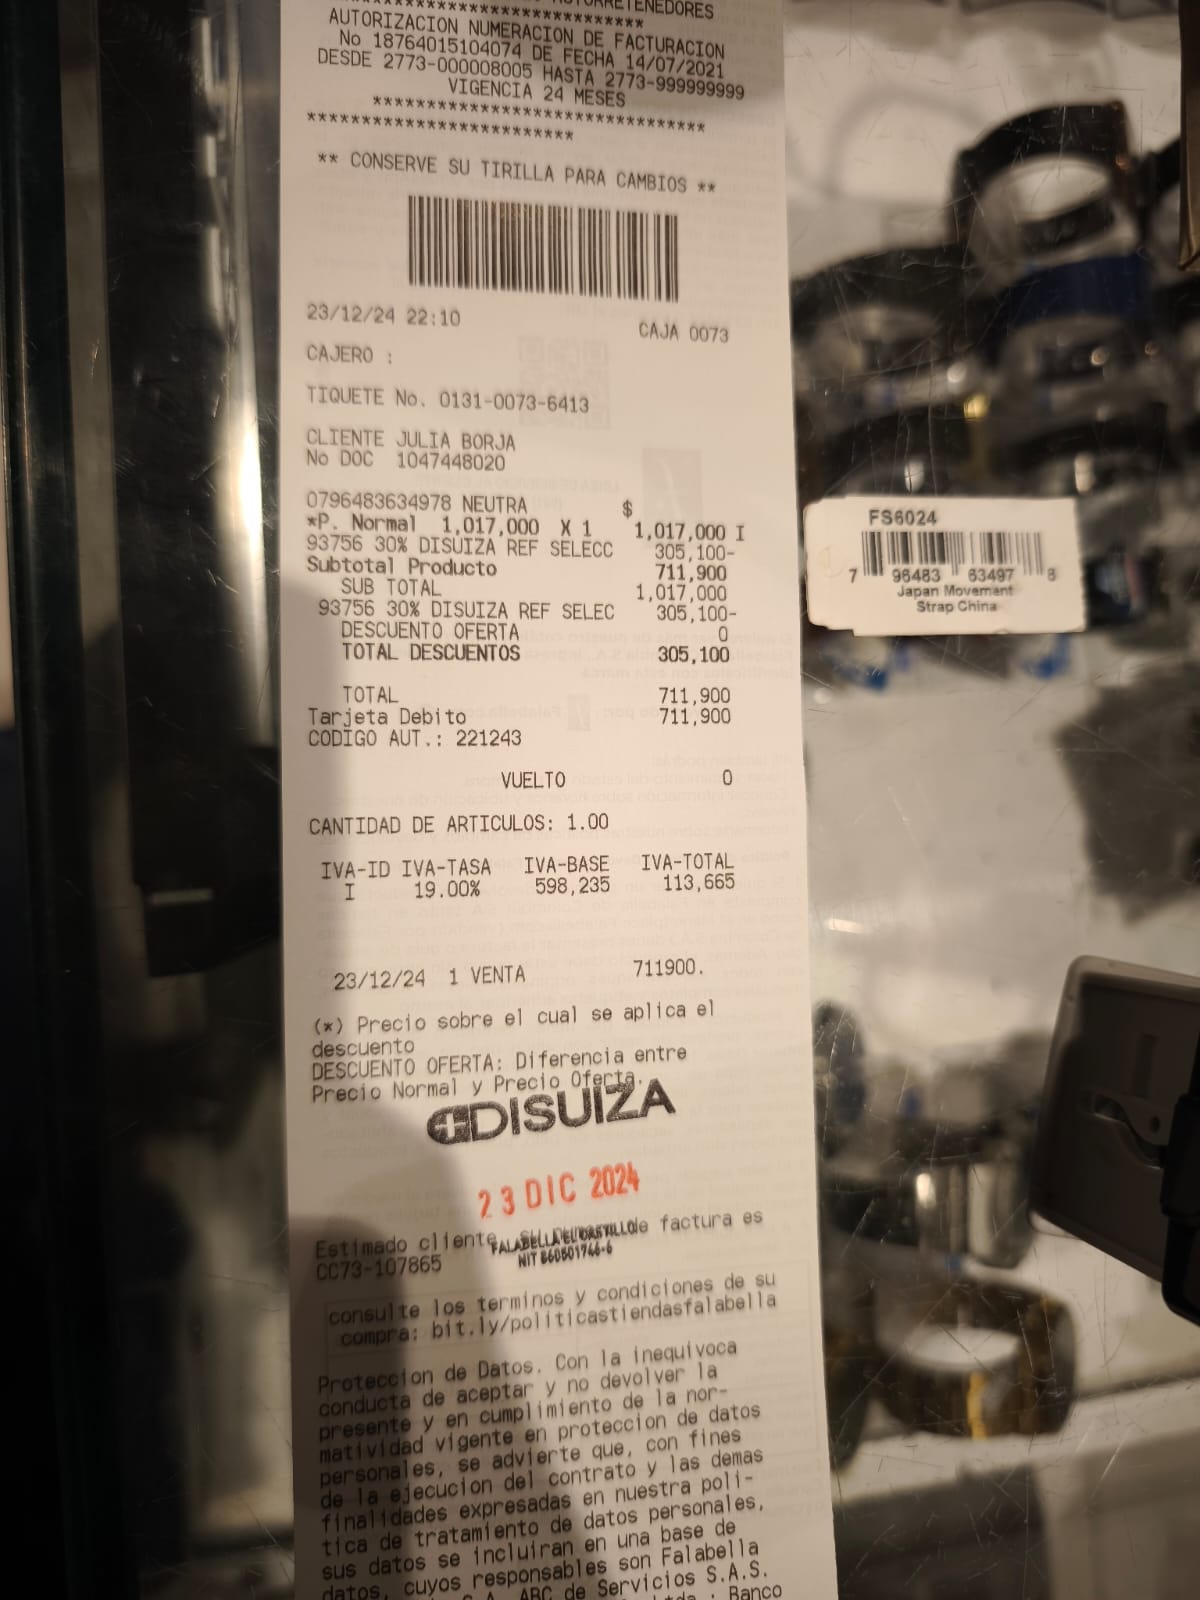 AUTORRETENEDORES
******************************
AUTORIZACION NUMERACION DE FACTURACION
No 18764015104074 DE FECHA 14/07/2021
DESDE 2773-000008005 HASTA 2773-999999999
VIGENCIA 24 MESES
******************************
************************
** CONSERVE SU TIRILLA PARA CAMBIOS **
23/12/24 22:10 CAJA 0073
CAJERO :
TIQUETE No. 0131-0073-6413
CLIENTE JULIA BORJA
No DOC 1047448020
0796483634978 NEUTRA $
*P. Normal 1,017,000 X 1 1,017,000 I
93756 30% DISUIZA REF SELECC 305,100-
Subtotal Producto 711,900
SUB TOTAL 1,017,000
93756 30% DISUIZA REF SELEC 305,100-
DESCUENTO OFERTA 0
TOTAL DESCUENTOS 305,100
TOTAL 711,900
Tarjeta Debito 711,900
CODIGO AUT.: 221243
VUELTO 0
CANTIDAD DE ARTICULOS: 1.00
IVA-ID IVA-TASA IVA-BASE IVA-TOTAL
I 19.00% 598,235 113,665
23/12/24 1 VENTA 711900.
(*) Precio sobre el cual se aplica el
descuento
DESCUENTO OFERTA: Diferencia entre
Precio Normal y Precio Oferta.
DISUIZA
23 DIC 2024
Estimado cliente, de factura es
FALABELLA EL CASTILLO
CC73-107865
NIT 860501746-6
consulte los terminos y condiciones de su
compra: bit.ly/politicastiendasfalabella
Proteccion de Datos. Con la inequivoca
conducta de aceptar y no devolver la
presente y en cumplimiento de la nor-
matividad vigente en proteccion de datos
personales, se advierte que, con fines
de la ejecucion del contrato y las demas
finalidades expresadas en nuestra poli-
tica de tratamiento de datos personales,
sus datos se incluiran en una base de
datos, cuyos responsables son Falabella
ABC de Servicios S.A.S.
Banco
FS6024
7 96483 63497 8
Japan Movement
Strap China